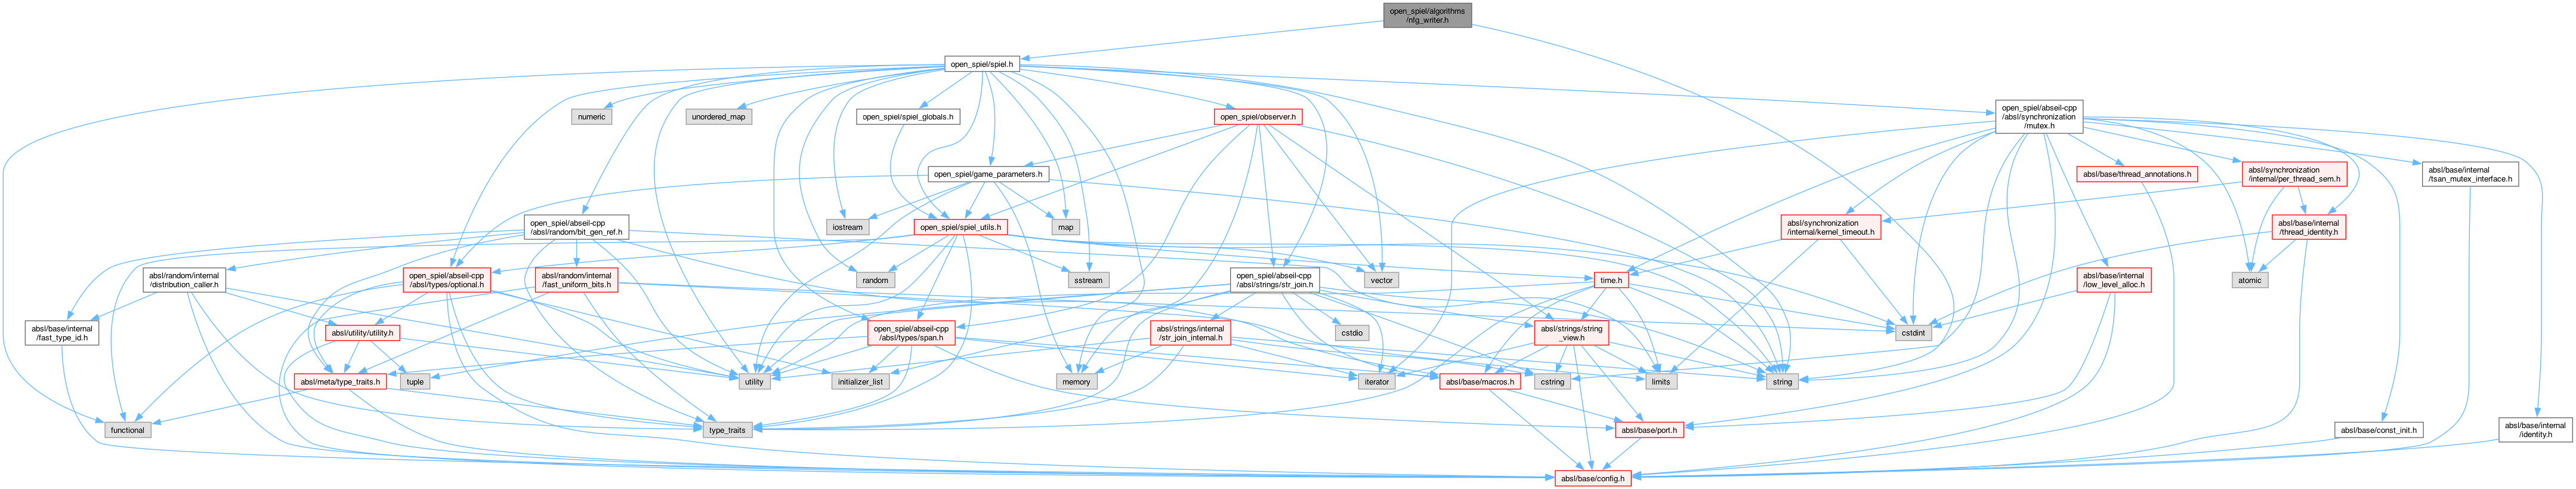 open_spiel/algorithms
/nfg_writer.h
open_spiel/spiel.h
numeric
unordered_map
open_spiel/spiel_globals.h
open_spiel/observer.h
open_spiel/abseil-cpp
/absl/synchronization
/mutex.h
open_spiel/game_parameters.h
absl/base/thread_annotations.h
absl/synchronization
/internal/per_thread_sem.h
absl/base/internal
/tsan_mutex_interface.h
open_spiel/abseil-cpp
/absl/random/bit_gen_ref.h
iostream
open_spiel/spiel_utils.h
map
absl/synchronization
/internal/kernel_timeout.h
absl/base/internal
/thread_identity.h
absl/random/internal
/distribution_caller.h
open_spiel/abseil-cpp
/absl/types/optional.h
absl/random/internal
/fast_uniform_bits.h
random
sstream
open_spiel/abseil-cpp
/absl/strings/str_join.h
vector
time.h
absl/base/internal
/low_level_alloc.h
atomic
absl/base/internal
/fast_type_id.h
absl/utility/utility.h
open_spiel/abseil-cpp
/absl/types/span.h
absl/strings/internal
/str_join_internal.h
cstdio
absl/strings/string
_view.h
cstdint
absl/meta/type_traits.h
tuple
utility
initializer_list
memory
iterator
absl/base/macros.h
cstring
limits
string
functional
type_traits
absl/base/port.h
absl/base/const_init.h
absl/base/internal
/identity.h
absl/base/config.h